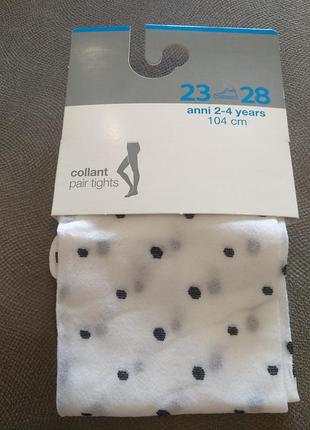 23 28
anni 2-4 years
104 cm
collant
pair tights